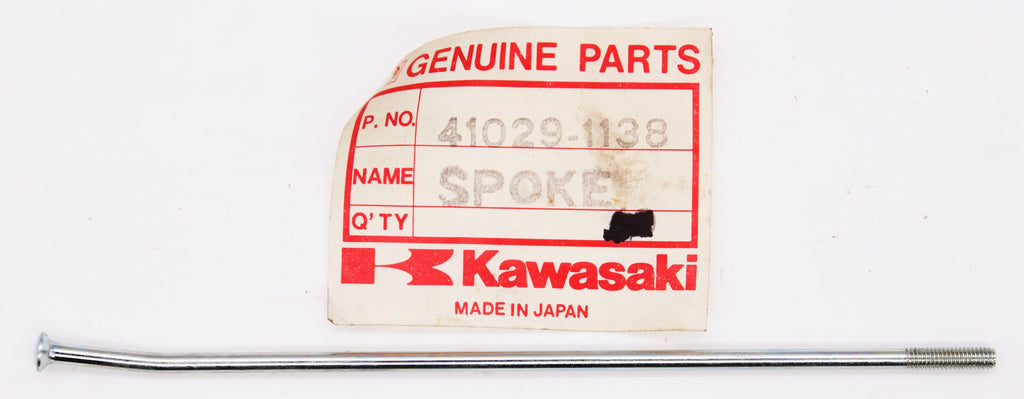 GENUINE PARTS
P. NO. 41029-1138
NAME SPOKE
Q'TY
Kawasaki
MADE IN JAPAN